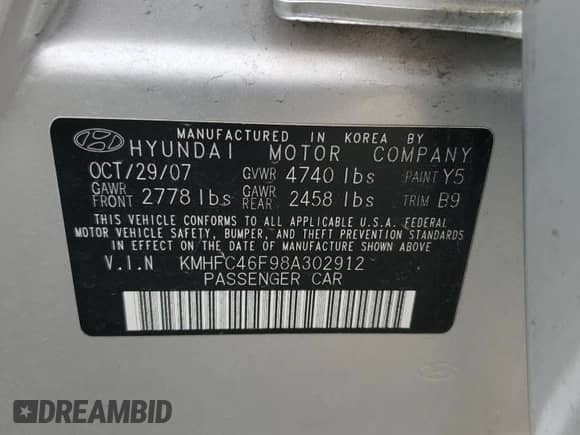 MANUFACTURED IN KOREA BY
HYUNDAI MOTOR COMPANY
OCT/29/07 GVWR 4740 lbs PAINT Y5
GAWR FRONT 2778 lbs GAWR REAR 2458 lbs TRIM B9
THIS VEHICLE CONFORMS TO ALL APPLICABLE U.S.A. FEDERAL
MOTOR VEHICLE SAFETY, BUMPER, AND THEFT PREVENTION STANDARDS
IN EFFECT ON THE DATE OF MANUFACTURE SHOWN ABOVE.
V.I.N KMHFC46F98A302912
PASSENGER CAR
DREAMBID